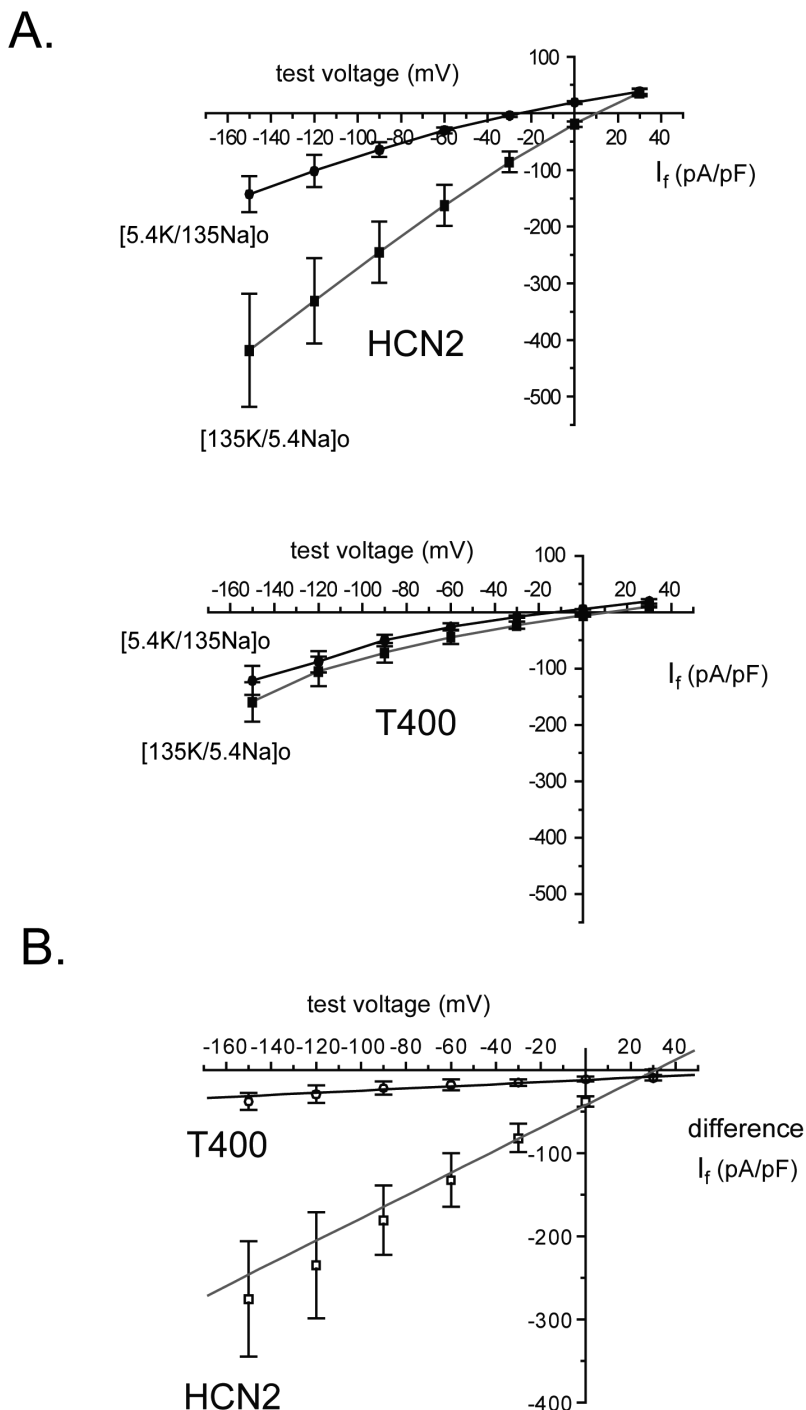 A.
test voltage (mV)
100
-160 -140 -120 -100 -80 -60 -40 -20 20 40
If (pA/pF)
-100
-200
-300
-400
-500
[5.4K/135Na]o
HCN2
[135K/5.4Na]o
test voltage (mV)
100
-160 -140 -120 -100 -80 -60 -40 -20 20 40
[5.4K/135Na]o
-100
If (pA/pF)
T400
-200
[135K/5.4Na]o
-300
-400
-500
B.
test voltage (mV)
-160 -140 -120 -100 -80 -60 -40 -20 20 40
T400
difference
If (pA/pF)
-100
-200
-300
-400
HCN2